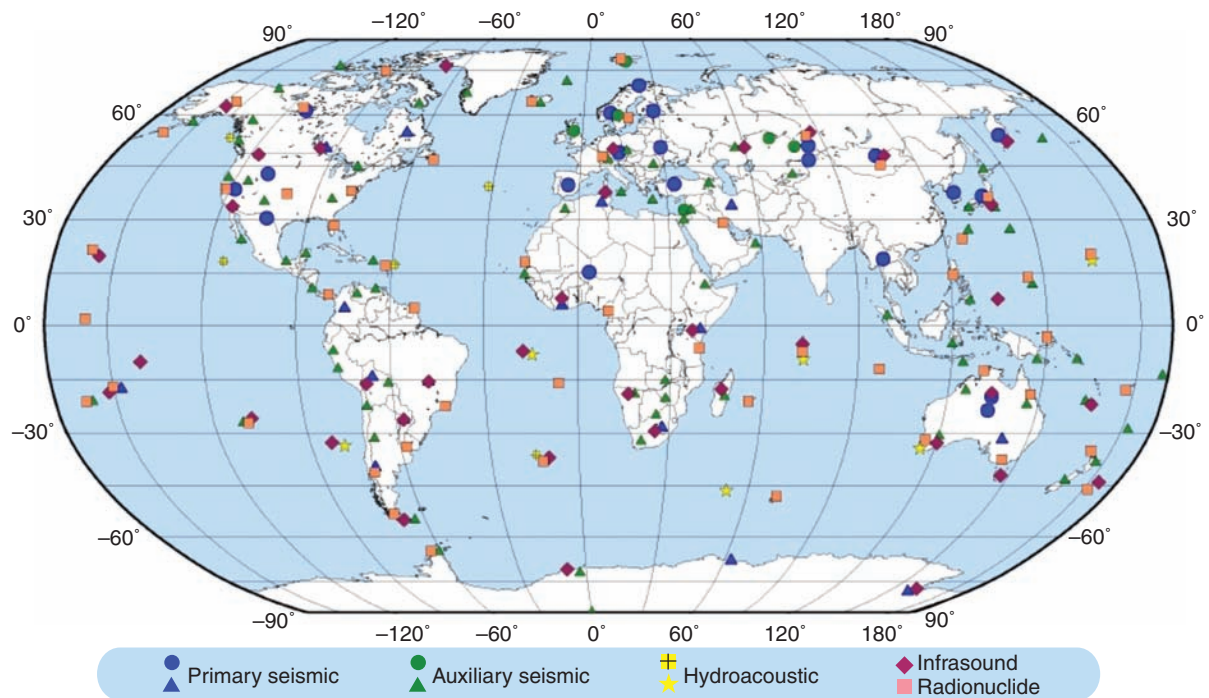 −120° −60° 0° 60° 120° 180°
90° 90°
60° 60°
30° 30°
0° 0°
−30° −30°
−60° −60°
−90° 90°
−120° −60° 0° 60° 120° 180°
Primary seismic Auxiliary seismic Hydroacoustic Infrasound
Radionuclide